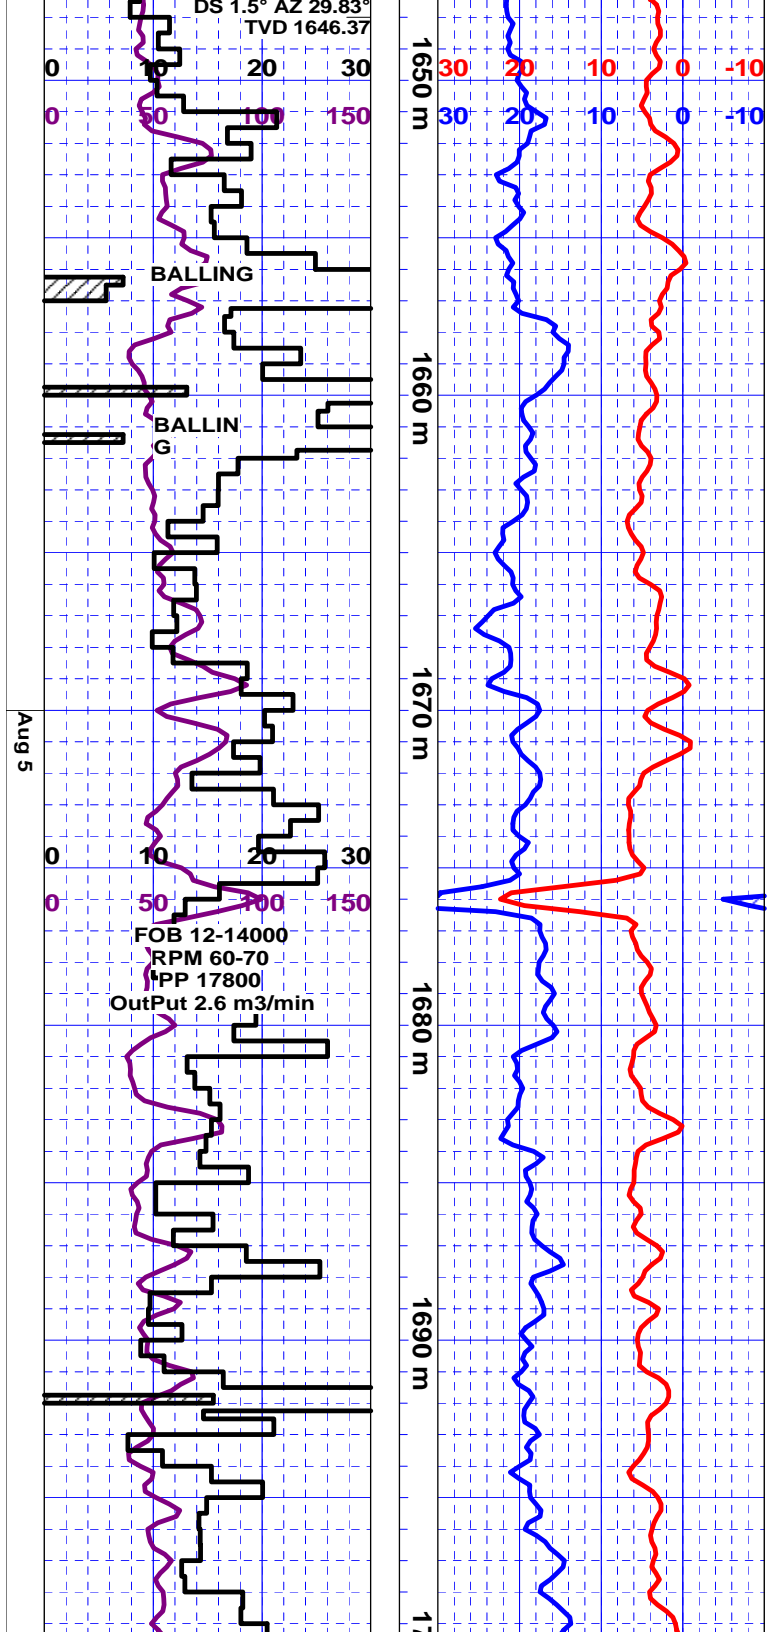 DS 1.5° AZ 29.83°
TVD 1646.37
0 10 20 30
30 20 10 0 -10
0 50 100 150
30 20 10 0 -10
1650 m
BALLING
1660 m
BALLIN
G
1670 m
Aug 5
0 10 20 30
0 50 100 150
FOB 12-14000
RPM 60-70
PP 17800
OutPut 2.6 m3/min
1680 m
1690 m
17